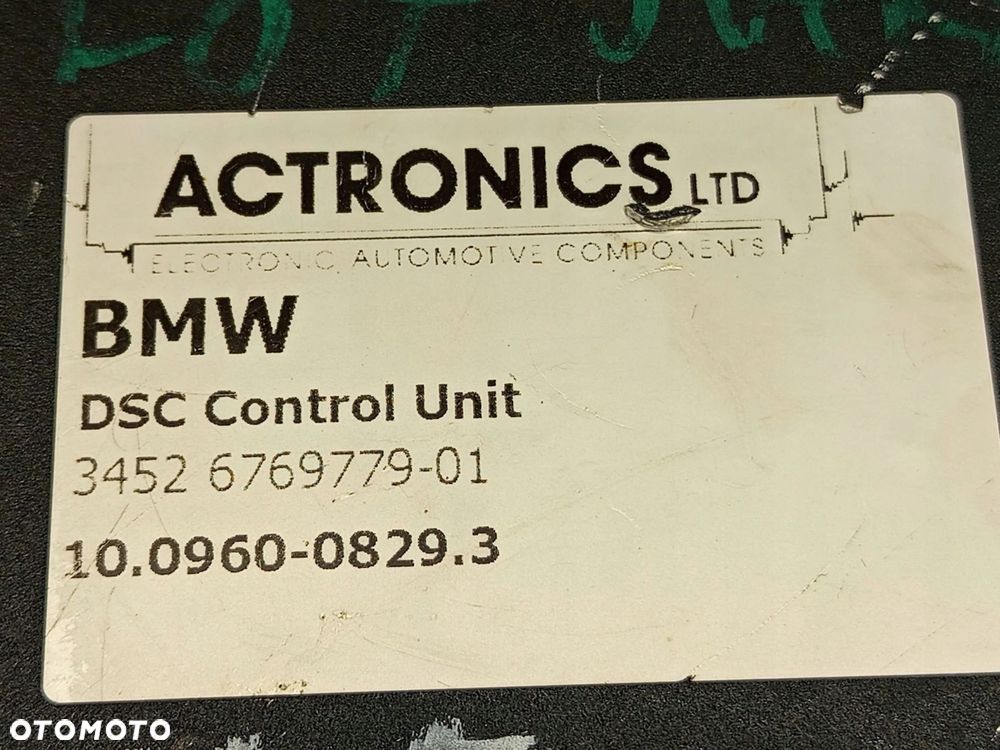 ACTRONICS LTD
ELECTRONIC AUTOMOTIVE COMPONENTS
BMW
DSC Control Unit
3452 6769779-01
10.0960-0829.3
OTOMOTO